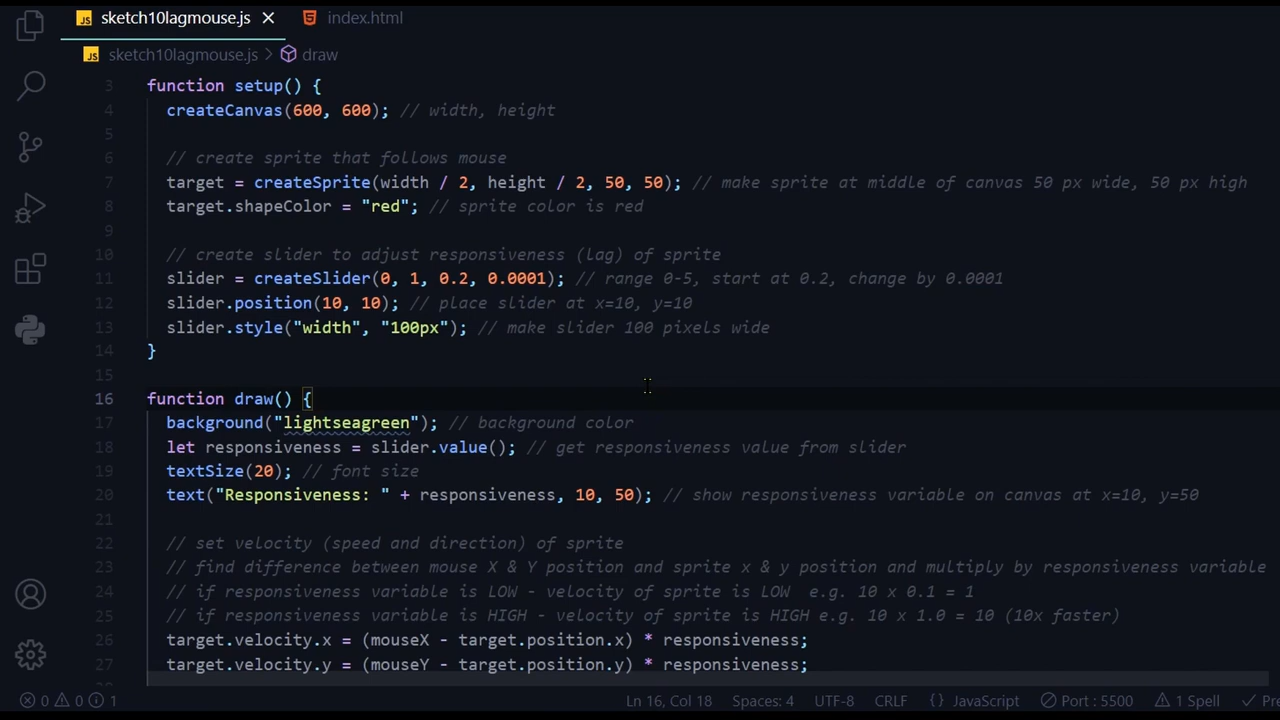 JS sketch10lagmouse.js × index.html
JS sketch10lagmouse.js > draw
3 function setup() {
4 createCanvas(600, 600); // width, height
5
6 // create sprite that follows mouse
7 target = createSprite(width / 2, height / 2, 50, 50); // make sprite at middle of canvas 50 px wide, 50 px high
8 target.shapeColor = "red"; // sprite color is red
9
10 // create slider to adjust responsiveness (lag) of sprite
11 slider = createSlider(0, 1, 0.2, 0.0001); // range 0-5, start at 0.2, change by 0.0001
12 slider.position(10, 10); // place slider at x=10, y=10
13 slider.style("width", "100px"); // make slider 100 pixels wide
14 }
15
16 function draw() {
17 background("lightseagreen"); // background color
18 let responsiveness = slider.value(); // get responsiveness value from slider
19 textSize(20); // font size
20 text("Responsiveness: " + responsiveness, 10, 50); // show responsiveness variable on canvas at x=10, y=50
21
22 // set velocity (speed and direction) of sprite
23 // find difference between mouse X & Y position and sprite x & y position and multiply by responsiveness variable
24 // if responsiveness variable is LOW - velocity of sprite is LOW  e.g. 10 x 0.1 = 1
25 // if responsiveness variable is HIGH - velocity of sprite is HIGH e.g. 10 x 1.0 = 10 (10x faster)
26 target.velocity.x = (mouseX - target.position.x) * responsiveness;
27 target.velocity.y = (mouseY - target.position.y) * responsiveness;
0 0 1 Ln 16, Col 18 Spaces: 4 UTF-8 CRLF {} JavaScript Port : 5500 1 Spell